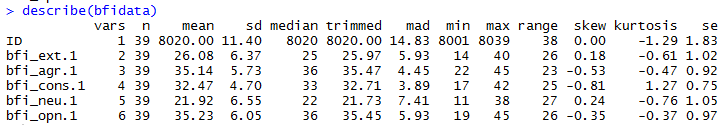 > describe(bfidata)
vars n mean sd median trimmed mad min max range skew kurtosis se
ID 1 39 8020.00 11.40 8020 8020.00 14.83 8001 8039 38 0.00 -1.29 1.83
bfi_ext.1 2 39 26.08 6.37 25 25.97 5.93 14 40 26 0.18 -0.61 1.02
bfi_agr.1 3 39 35.14 5.73 36 35.47 4.45 22 45 23 -0.53 -0.47 0.92
bfi_cons.1 4 39 32.47 4.70 33 32.71 3.89 17 42 25 -0.81 1.27 0.75
bfi_neu.1 5 39 21.92 6.55 22 21.73 7.41 11 38 27 0.24 -0.76 1.05
bfi_opn.1 6 39 35.23 6.05 36 35.45 5.93 19 45 26 -0.35 -0.37 0.97